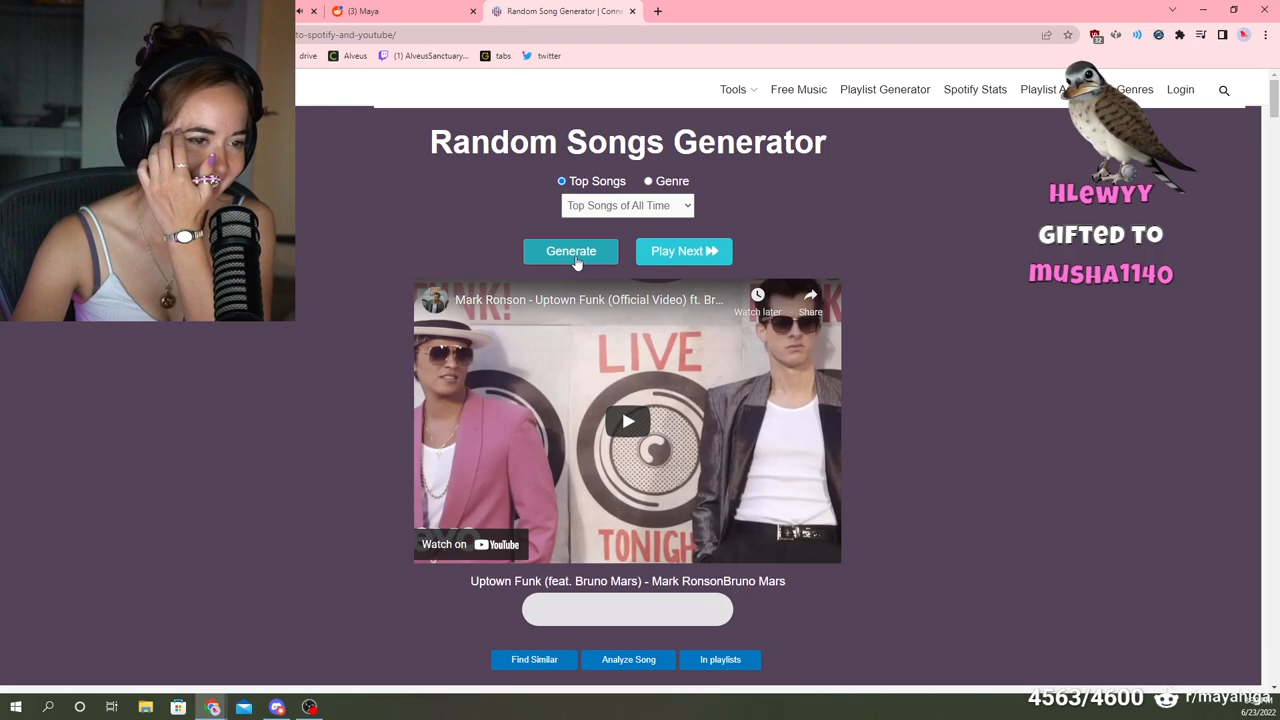 (3) Maya
Random Song Generator | Conne
to-spotify-and-youtube/
32
drive
Alveus
(1) AlveusSanctuary...
tabs
twitter
Tools
Free Music
Playlist Generator
Spotify Stats
Playlist A
Genres
Login
Random Songs Generator
Top Songs
Genre
Top Songs of All Time
Generate
Play Next
HLEWYY
GIFTED TO
MUSHA1140
Mark Ronson - Uptown Funk (Official Video) ft. Br...
Watch later
Share
LIVE
TONIGH
Watch on YouTube
Uptown Funk (feat. Bruno Mars) - Mark RonsonBruno Mars
Find Similar
Analyze Song
In playlists
4563/4600
r/mayahiga
6/23/2022